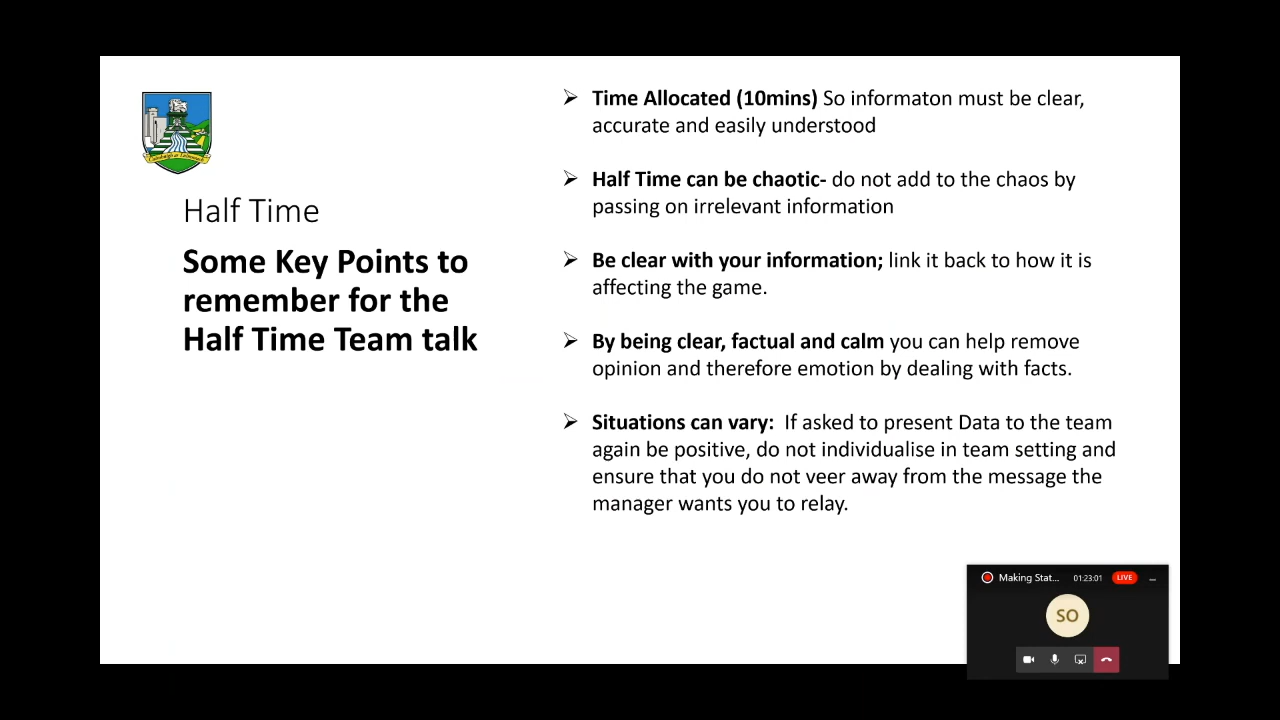 Half Time
Some Key Points to
remember for the
Half Time Team talk
➢ Time Allocated (10mins) So informaton must be clear,
accurate and easily understood
➢ Half Time can be chaotic- do not add to the chaos by
passing on irrelevant information
➢ Be clear with your information; link it back to how it is
affecting the game.
➢ By being clear, factual and calm you can help remove
opinion and therefore emotion by dealing with facts.
➢ Situations can vary:  If asked to present Data to the team
again be positive, do not individualise in team setting and
ensure that you do not veer away from the message the
manager wants you to relay.
Making Stat... 01:23:01 LIVE
SO